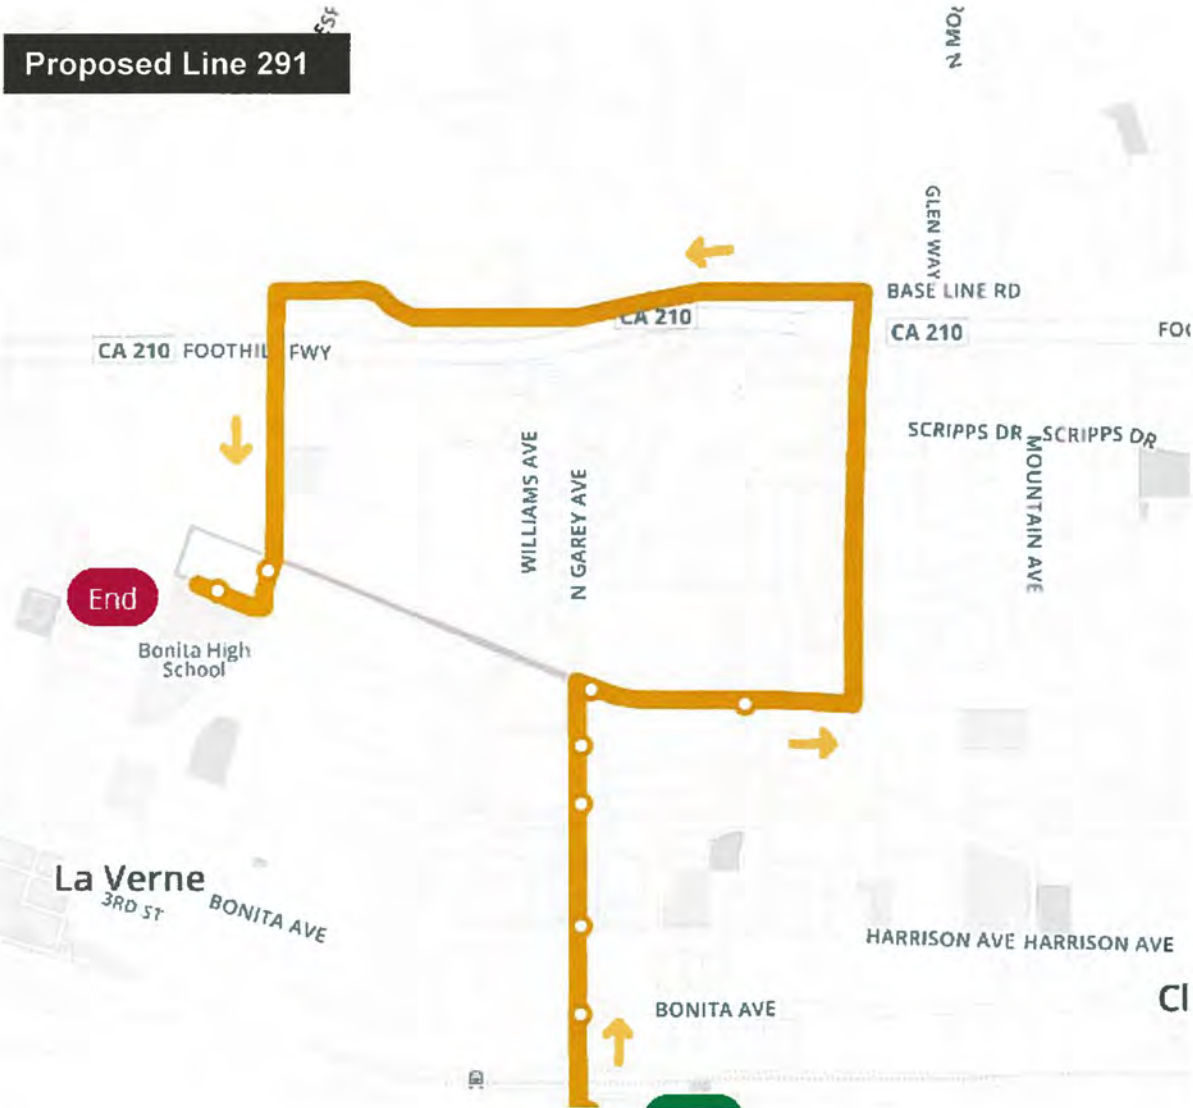 Proposed Line 291
GLEN WAY
BASE LINE RD
CA 210
CA 210
CA 210 FOOTHIL FWY
SCRIPPS DR
SCRIPPS DR
MOUNTAIN AVE
WILLIAMS AVE
N GAREY AVE
End
Bonita High
School
La Verne
3RD ST
BONITA AVE
HARRISON AVE
HARRISON AVE
BONITA AVE